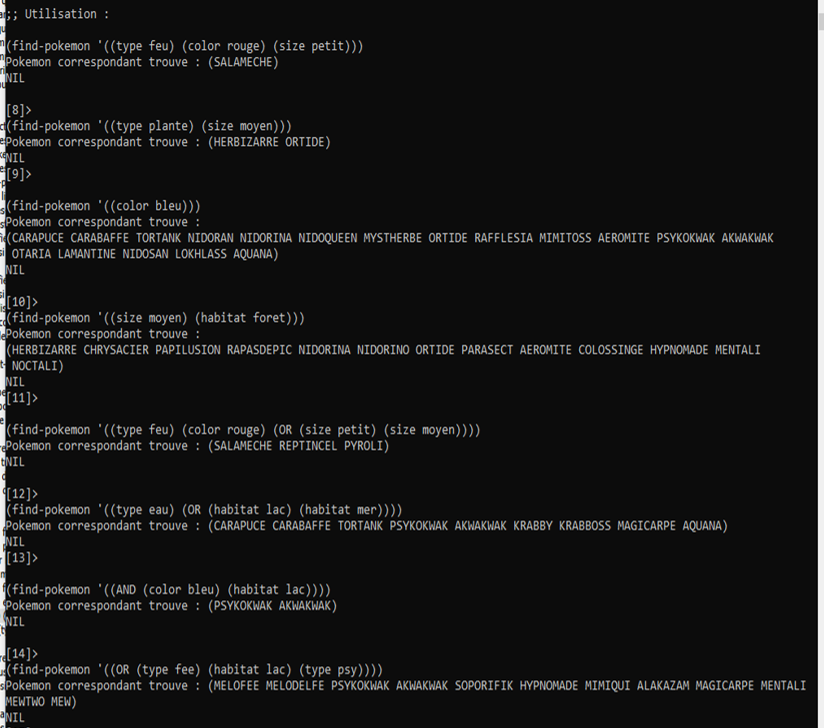 ;; Utilisation :
(find-pokemon '((type feu) (color rouge) (size petit)))
Pokemon correspondant trouve : (SALAMECHE)
NIL
[8]>
(find-pokemon '((type plante) (size moyen)))
Pokemon correspondant trouve : (HERBIZARRE ORTIDE)
NIL
[9]>
(find-pokemon '((color bleu)))
Pokemon correspondant trouve :
(CARAPUCE CARABAFFE TORTANK NIDORAN NIDORINA NIDOQUEEN MYSTHERBE ORTIDE RAFFLESIA MIMITOSS AEROMITE PSYKOKWAK AKWAKWAK
OTARIA LAMANTINE NIDOSAN LOKHLASS AQUANA)
NIL
[10]>
(find-pokemon '((size moyen) (habitat foret)))
Pokemon correspondant trouve :
(HERBIZARRE CHRYSACIER PAPILUSION RAPASDEPIC NIDORINA NIDORINO ORTIDE PARASECT AEROMITE COLOSSINGE HYPNOMADE MENTALI
NOCTALI)
NIL
[11]>
(find-pokemon '((type feu) (color rouge) (OR (size petit) (size moyen))))
Pokemon correspondant trouve : (SALAMECHE REPTINCEL PYROLI)
NIL
[12]>
(find-pokemon '((type eau) (OR (habitat lac) (habitat mer))))
Pokemon correspondant trouve : (CARAPUCE CARABAFFE TORTANK PSYKOKWAK AKWAKWAK KRABBY KRABBOSS MAGICARPE AQUANA)
NIL
[13]>
(find-pokemon '((AND (color bleu) (habitat lac))))
Pokemon correspondant trouve : (PSYKOKWAK AKWAKWAK)
NIL
[14]>
(find-pokemon '((OR (type fee) (habitat lac) (type psy))))
Pokemon correspondant trouve : (MELOFEE MELODELFE PSYKOKWAK AKWAKWAK SOPORIFIK HYPNOMADE MIMIQUI ALAKAZAM MAGICARPE MENTALI
MEWTWO MEW)
NIL